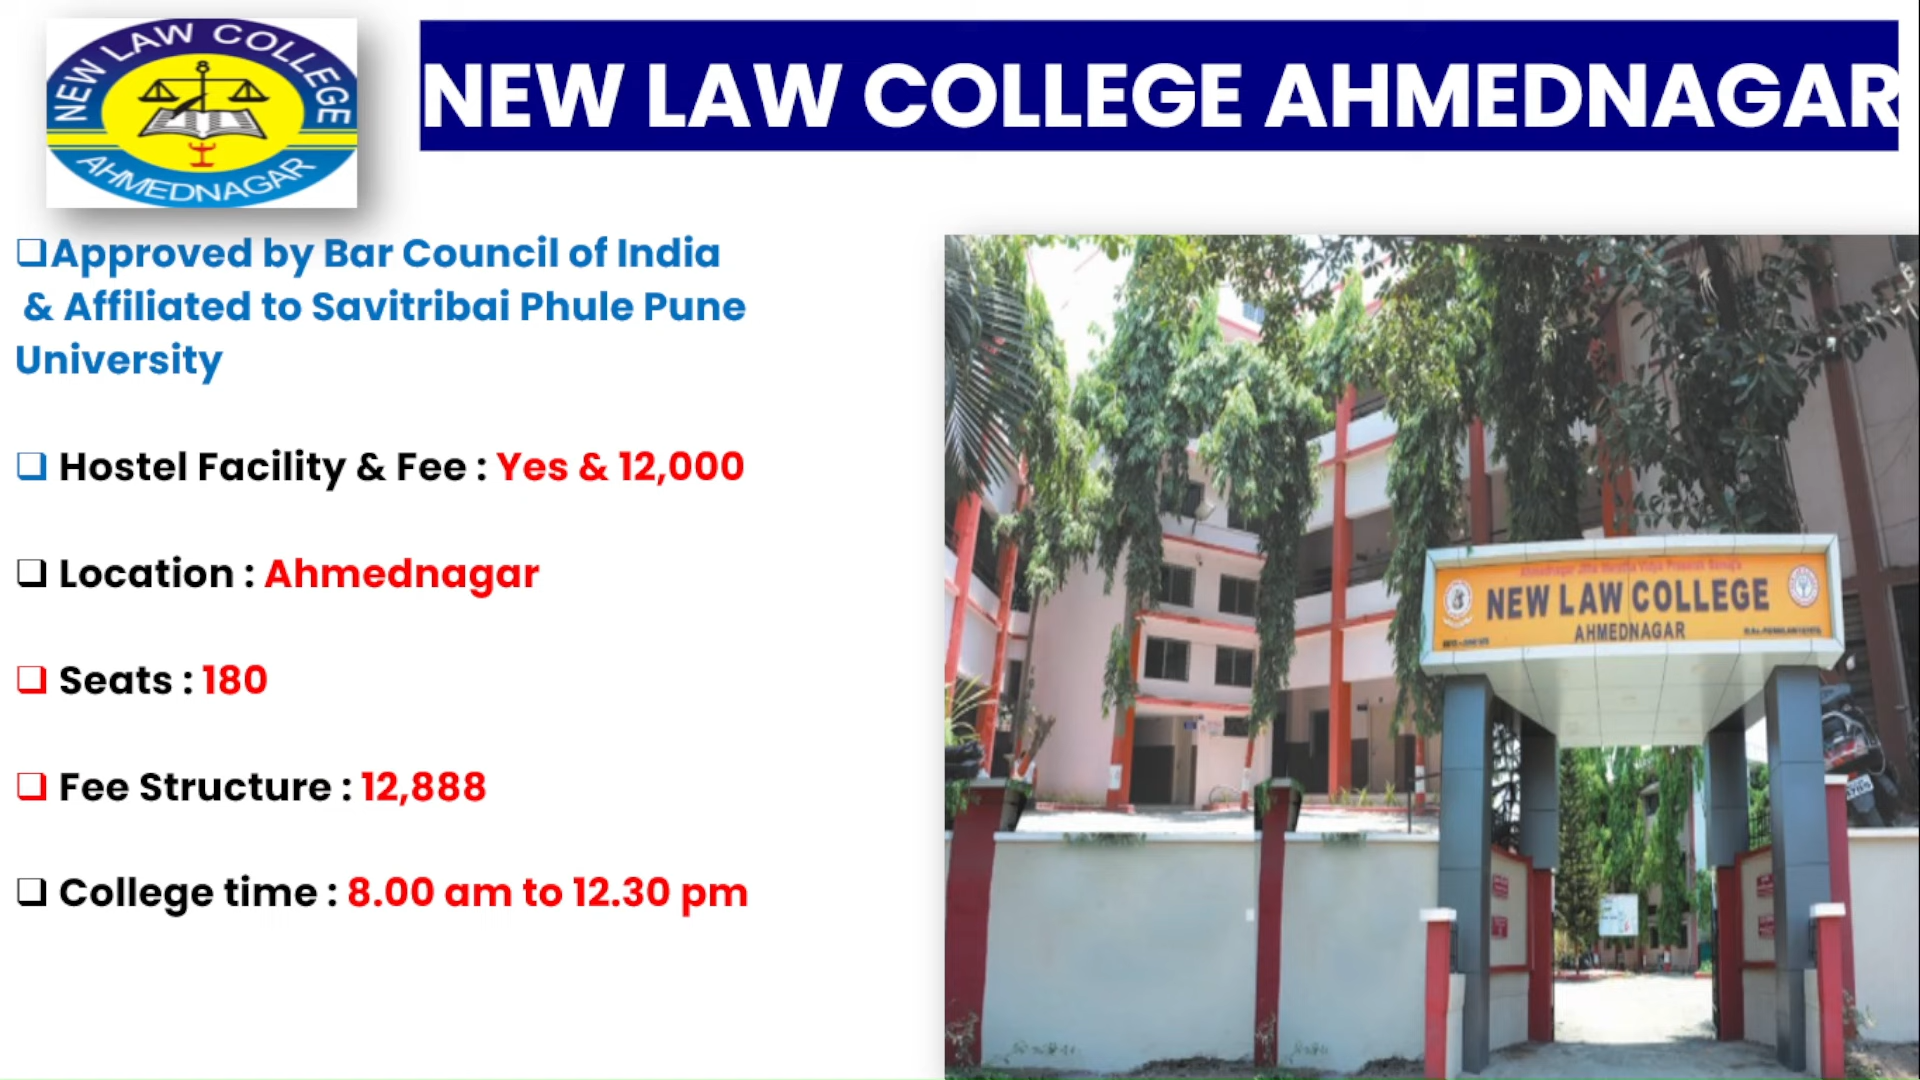 NEW LAW COLLEGE
AHMEDNAGAR
NEW LAW COLLEGE AHMEDNAGAR
❑Approved by Bar Council of India
& Affiliated to Savitribai Phule Pune
University
❑ Hostel Facility & Fee : Yes & 12,000
❑ Location : Ahmednagar
❑ Seats : 180
❑ Fee Structure : 12,888
❑ College time : 8.00 am to 12.30 pm
NEW LAW COLLEGE
AHMEDNAGAR